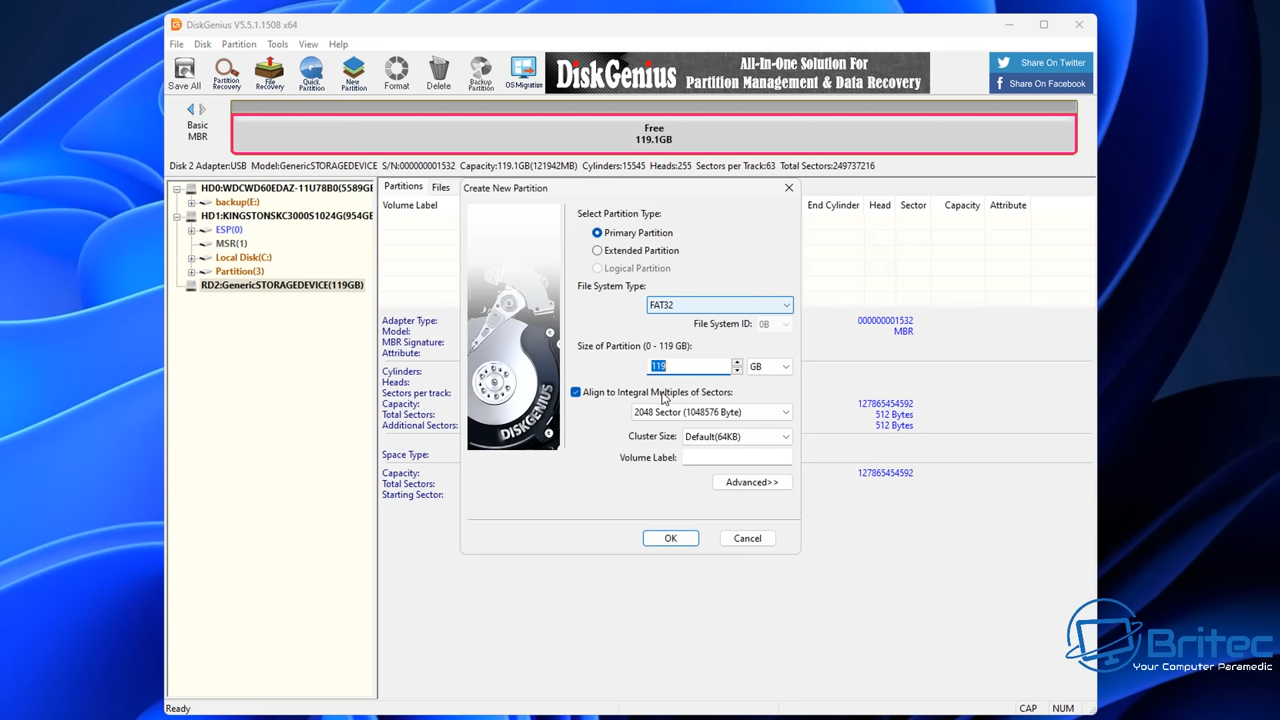 DiskGenius V5.5.1.1508 x64
File Disk Partition Tools View Help
Save All
Partition Recovery
File Recovery
Quick Partition
New Partition
Format
Delete
Backup Partition
OS Migration
DiskGenius
All-In-One Solution For
Partition Management & Data Recovery
Share On Twitter
Share On Facebook
Basic
MBR
Free
119.1GB
Disk 2 Adapter:USB Model:GenericSTORAGEDEVICE S/N:000000001532 Capacity:119.1GB(121942MB) Cylinders:15545 Heads:255 Sectors per Track:63 Total Sectors:249737216
HD0:WDCWD60EDAZ-11U78B0(5589GE
backup(E:)
HD1:KINGSTONSKC3000S1024G(954GE
ESP(0)
MSR(1)
Local Disk(C:)
Partition(3)
RD2:GenericSTORAGEDEVICE(119GB)
Partitions Files
Volume Label
End Cylinder Head Sector Capacity Attribute
Adapter Type: 000000001532
Model: MBR
MBR Signature:
Attribute:
Cylinders:
Heads:
Sectors per track:
Capacity: 127865454592
Total Sectors: 512 Bytes
Additional Sectors: 512 Bytes
Space Type:
Capacity: 127865454592
Total Sectors:
Starting Sector:
Create New Partition
DISKGENIUS
Select Partition Type:
Primary Partition
Extended Partition
Logical Partition
File System Type:
FAT32
File System ID: 0B
Size of Partition (0 - 119 GB):
119 GB
Align to Integral Multiples of Sectors:
2048 Sector (1048576 Byte)
Cluster Size: Default(64KB)
Volume Label:
Advanced>>
OK Cancel
Britec
Your Computer Paramedic
Ready CAP NUM